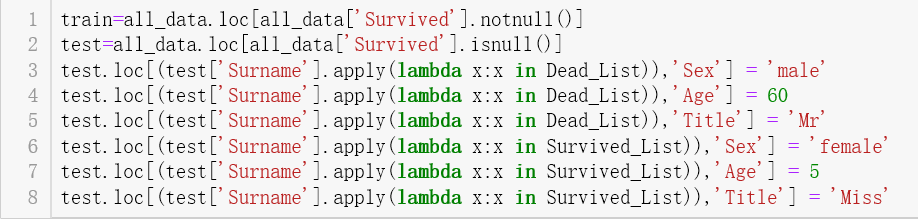 1 train=all_data.loc[all_data['Survived'].notnull()]
2 test=all_data.loc[all_data['Survived'].isnull()]
3 test.loc[(test['Surname'].apply(lambda x:x in Dead_List)),'Sex'] = 'male'
4 test.loc[(test['Surname'].apply(lambda x:x in Dead_List)),'Age'] = 60
5 test.loc[(test['Surname'].apply(lambda x:x in Dead_List)),'Title'] = 'Mr'
6 test.loc[(test['Surname'].apply(lambda x:x in Survived_List)),'Sex'] = 'female'
7 test.loc[(test['Surname'].apply(lambda x:x in Survived_List)),'Age'] = 5
8 test.loc[(test['Surname'].apply(lambda x:x in Survived_List)),'Title'] = 'Miss'